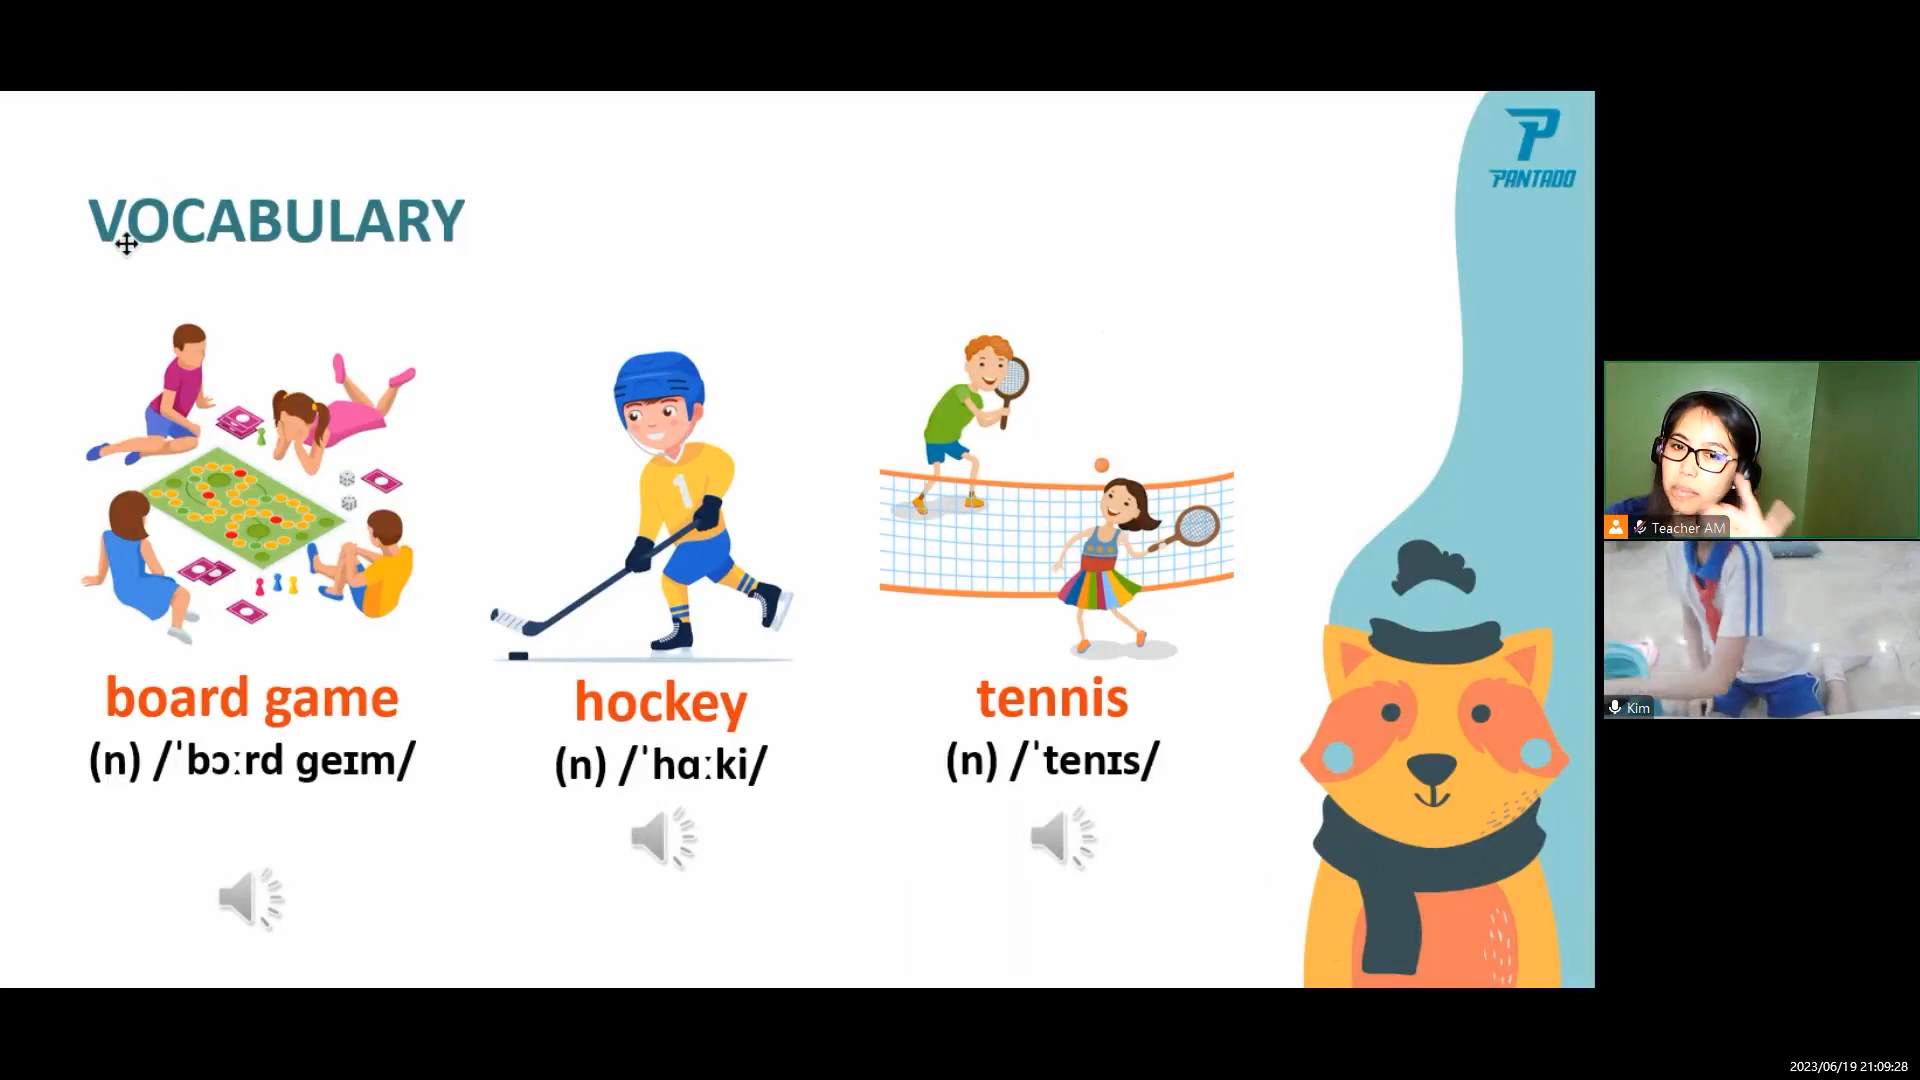 P
PANTADO
VOCABULARY
1
board game
(n) /ˈbɔːrd geɪm/
hockey
(n) /ˈhɑːki/
tennis
(n) /ˈtenɪs/
Teacher AM
Kim
2023/06/19 21:09:28